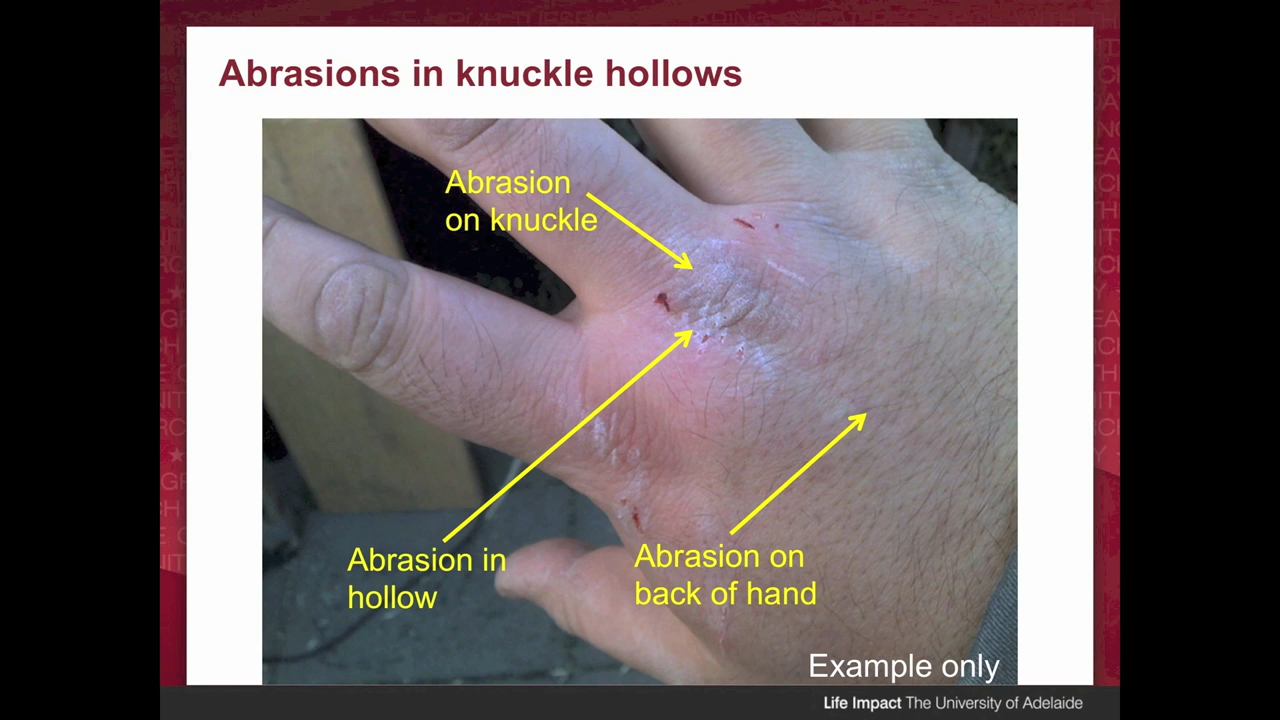 Abrasions in knuckle hollows
Abrasion
on knuckle
Abrasion in
hollow
Abrasion on
back of hand
Example only
Life Impact The University of Adelaide